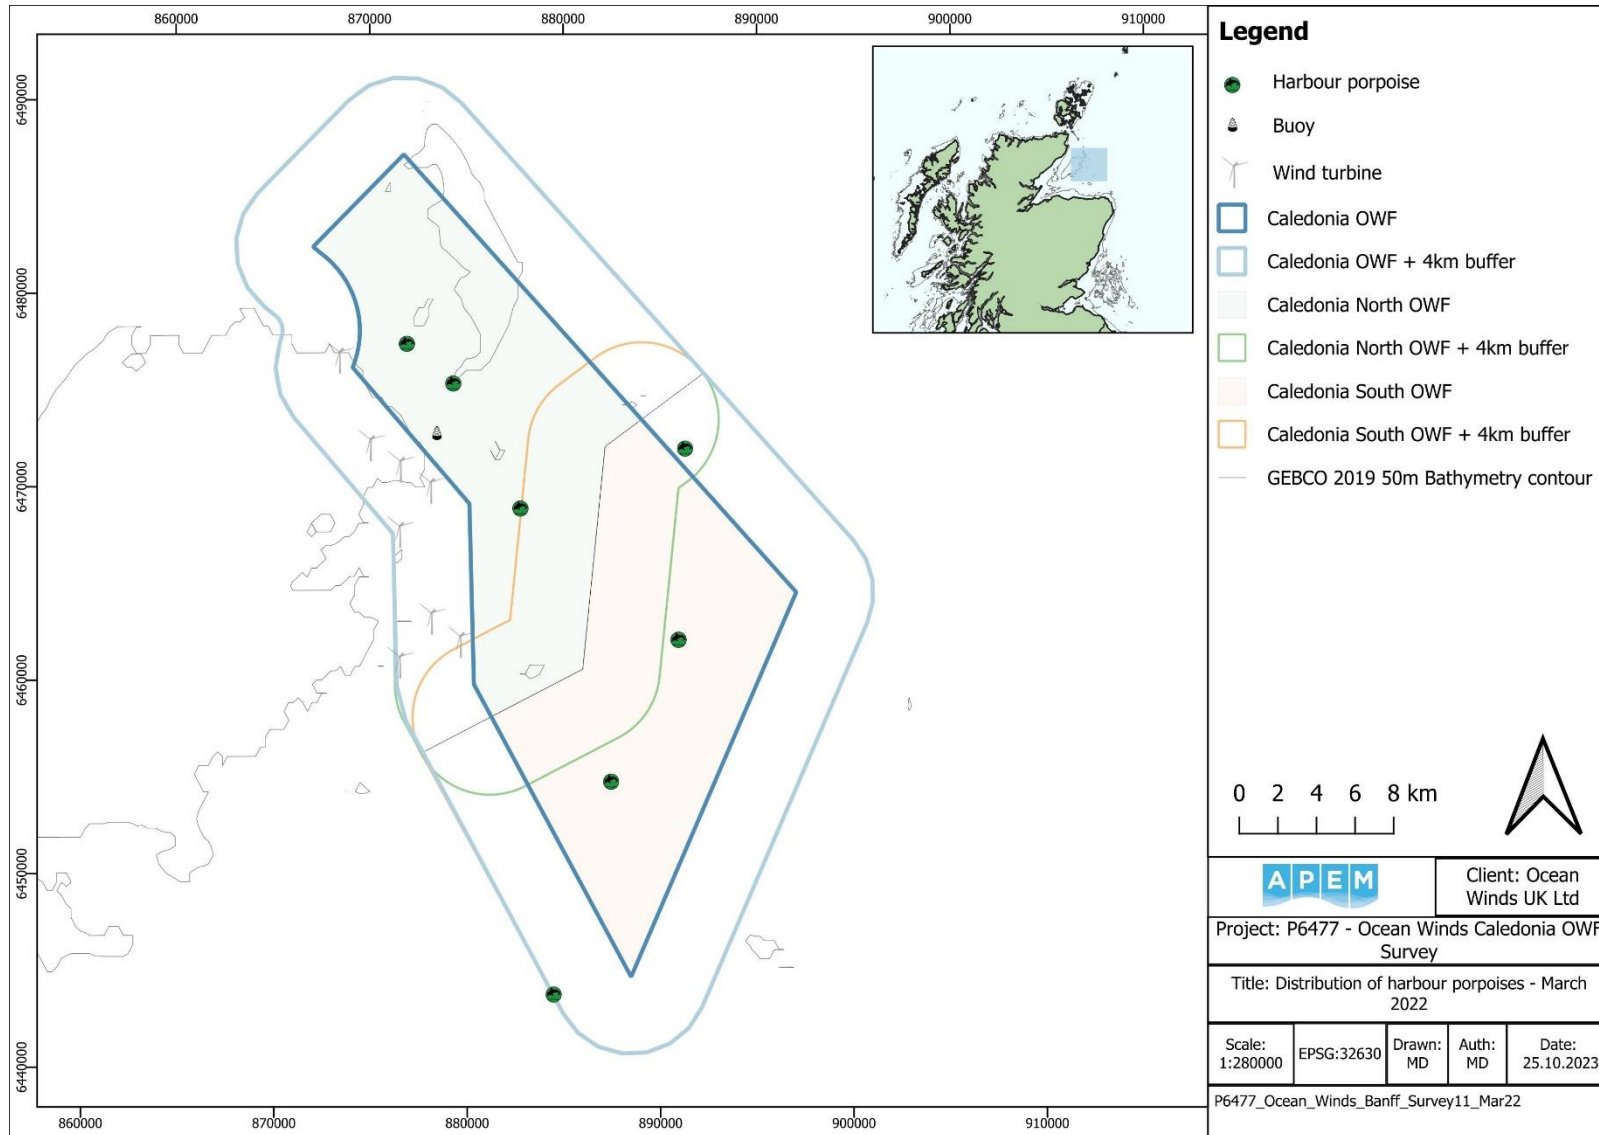 860000 870000 880000 890000 900000 910000
6490000
6480000
6470000
6460000
6450000
6440000
860000 870000 880000 890000 900000 910000
Legend
Harbour porpoise
Buoy
Wind turbine
Caledonia OWF
Caledonia OWF + 4km buffer
Caledonia North OWF
Caledonia North OWF + 4km buffer
Caledonia South OWF
Caledonia South OWF + 4km buffer
GEBCO 2019 50m Bathymetry contour
0 2 4 6 8 km
APEM
Client: Ocean
Winds UK Ltd
Project: P6477 - Ocean Winds Caledonia OWF
Survey
Title: Distribution of harbour porpoises - March
2022
Scale:
1:280000
EPSG:32630
Drawn:
MD
Auth:
MD
Date:
25.10.2023
P6477_Ocean_Winds_Banff_Survey11_Mar22